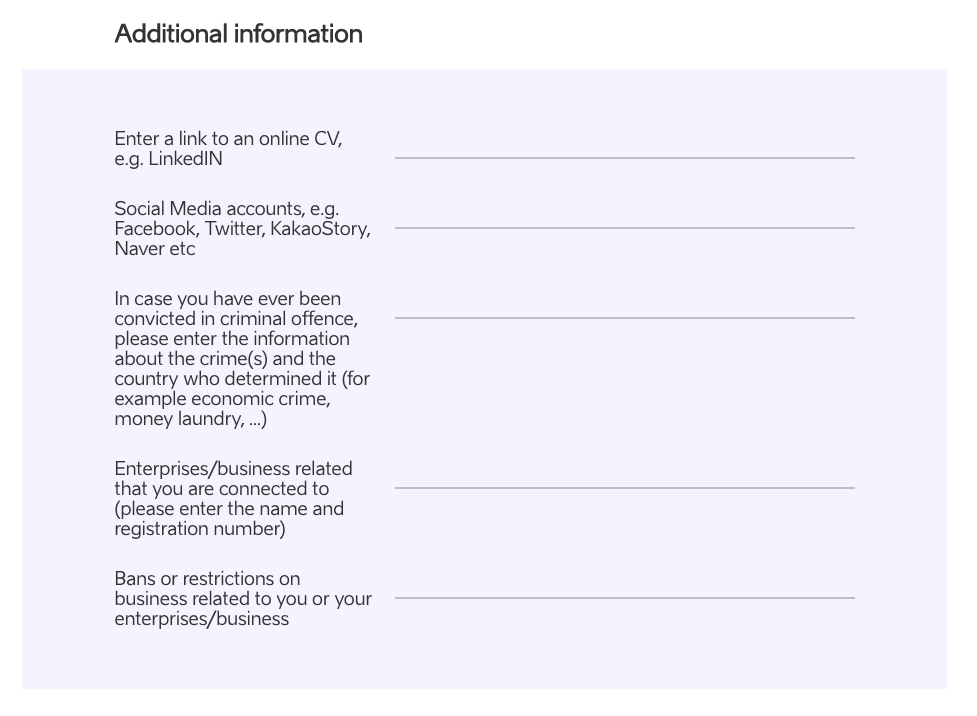 Additional information
Enter a link to an online CV,
e.g. LinkedIN
Social Media accounts, e.g.
Facebook, Twitter, KakaoStory,
Naver etc
In case you have ever been
convicted in criminal offence,
please enter the information
about the crime(s) and the
country who determined it (for
example economic crime,
money laundry, ...)
Enterprises/business related
that you are connected to
(please enter the name and
registration number)
Bans or restrictions on
business related to you or your
enterprises/business